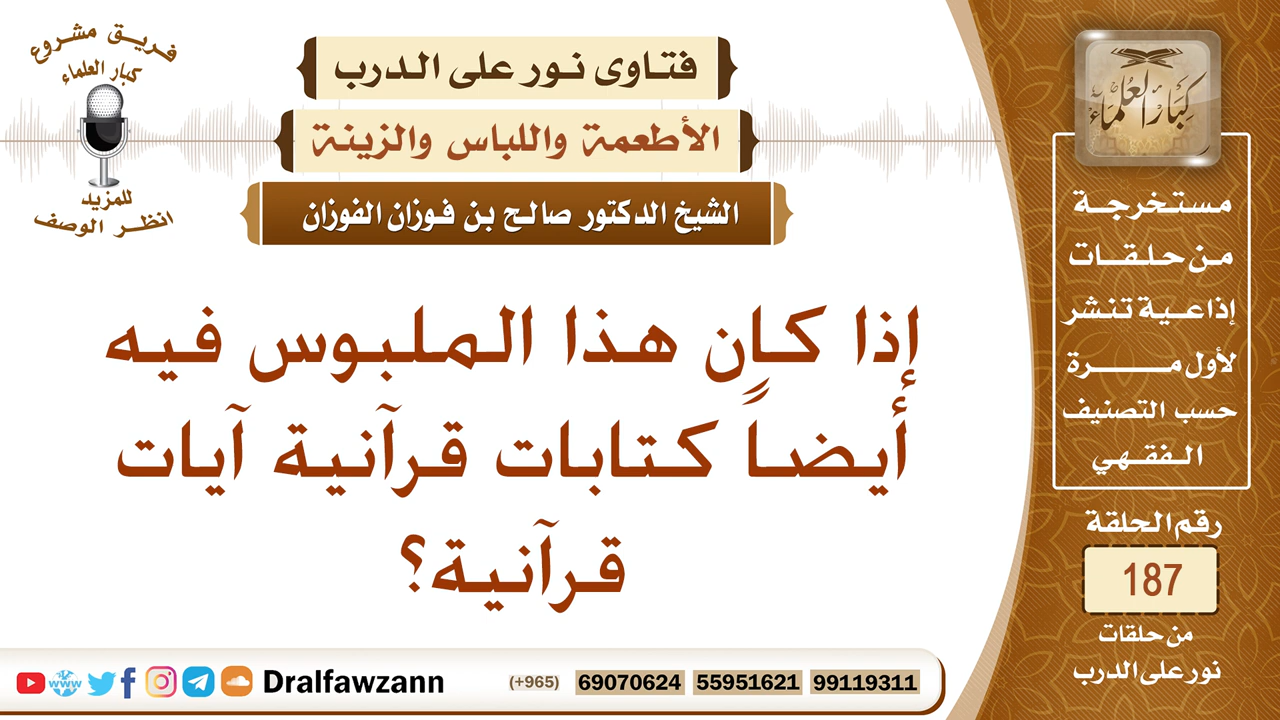 فريق مشروع
كبار العلماء
للمزيد
انظر الوصف
فتاوى نور على الدرب
الأطعمة واللباس والزينة
الشيخ الدكتور صالح بن فوزان الفوزان
إذا كان هذا الملبوس فيه
أيضاً كتابات قرآنية آيات
قرآنية؟
كبار العلماء
مستخرجة
من حلقات
إذاعية تنشر
لأول مرة
حسب التصنيف
الفقهي
رقم الحلقة
187
من حلقات
نور على الدرب
www
Dralfawzann (+965) 69070624 55951621 99119311